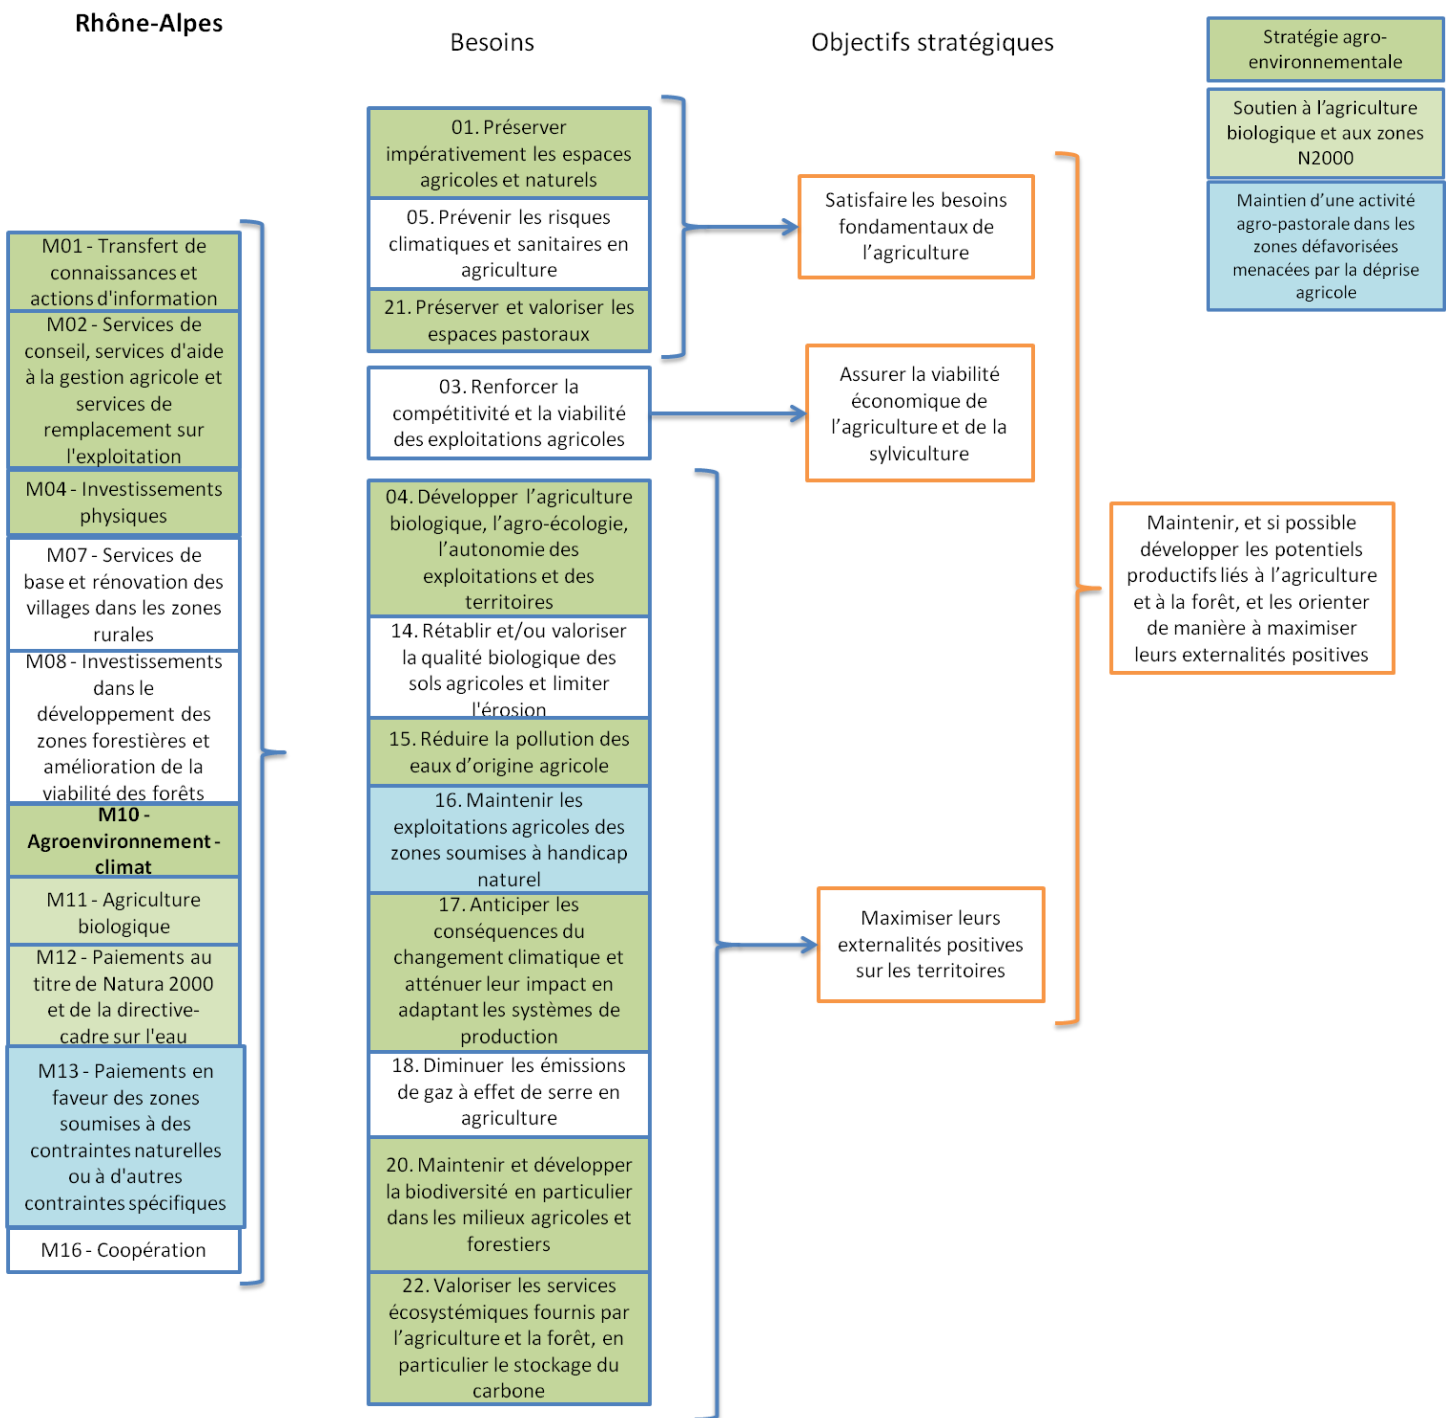 Rhône-Alpes
Besoins
Objectifs stratégiques
Stratégie agro-
environnementale
Soutien à l’agriculture
biologique et aux zones
N2000
Maintien d’une activité
agro-pastorale dans les
zones défavorisées
menacées par la déprise
agricole
M01 - Transfert de
connaissances et
actions d'information
M02 - Services de
conseil, services d'aide
à la gestion agricole et
services de
remplacement sur
l'exploitation
M04 - Investissements
physiques
M07 - Services de
base et rénovation des
villages dans les zones
rurales
M08 - Investissements
dans le
développement des
zones forestières et
amélioration de la
viabilité des forêts
M10 -
Agroenvironnement -
climat
M11 - Agriculture
biologique
M12 - Paiements au
titre de Natura 2000
et de la directive-
cadre sur l'eau
M13 - Paiements en
faveur des zones
soumises à des
contraintes naturelles
ou à d'autres
contraintes spécifiques
M16 - Coopération
01. Préserver
impérativement les espaces
agricoles et naturels
05. Prévenir les risques
climatiques et sanitaires en
agriculture
21. Préserver et valoriser les
espaces pastoraux
03. Renforcer la
compétitivité et la viabilité
des exploitations agricoles
04. Développer l’agriculture
biologique, l’agro-écologie,
l’autonomie des
exploitations et des
territoires
14. Rétablir et/ou valoriser
la qualité biologique des
sols agricoles et limiter
l'érosion
15. Réduire la pollution des
eaux d’origine agricole
16. Maintenir les
exploitations agricoles des
zones soumises à handicap
naturel
17. Anticiper les
conséquences du
changement climatique et
atténuer leur impact en
adaptant les systèmes de
production
18. Diminuer les émissions
de gaz à effet de serre en
agriculture
20. Maintenir et développer
la biodiversité en particulier
dans les milieux agricoles et
forestiers
22. Valoriser les services
écosystémiques fournis par
l’agriculture et la forêt, en
particulier le stockage du
carbone
Satisfaire les besoins
fondamentaux de
l’agriculture
Assurer la viabilité
économique de
l’agriculture et de la
sylviculture
Maximiser leurs
externalités positives
sur les territoires
Maintenir, et si possible
développer les potentiels
productifs liés à l’agriculture
et à la forêt, et les orienter
de manière à maximiser
leurs externalités positives